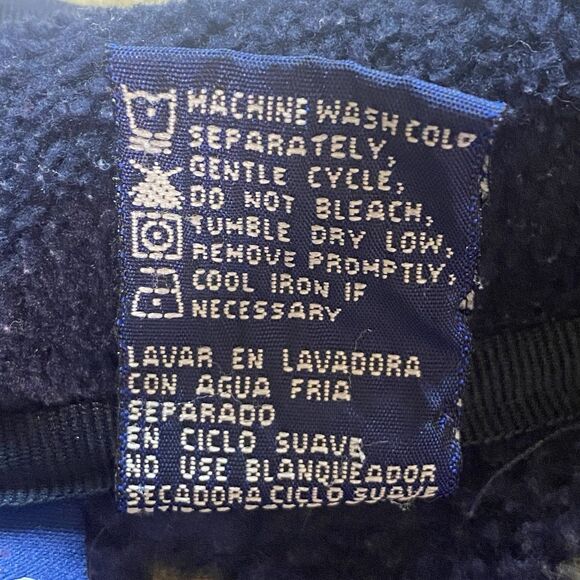 MACHINE WASH COLD
SEPARATELY,
GENTLE CYCLE,
DO NOT BLEACH,
TUMBLE DRY LOW,
REMOVE PROMPTLY,
COOL IRON IF
NECESSARY
LAVAR EN LAVADORA
CON AGUA FRIA
SEPARADO
EN CICLO SUAVE
NO USE BLANQUEADOR
SECADORA CICLO SUAVE